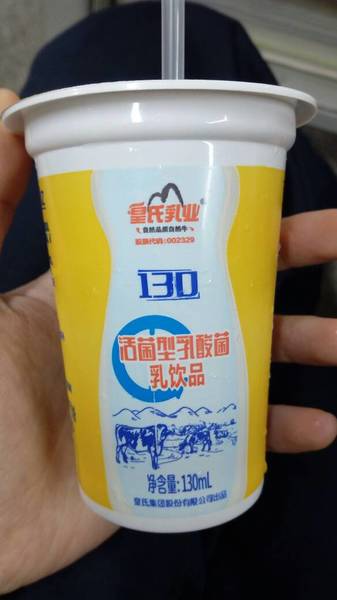 皇氏乳业
自然品质自然牛
股票代码:002329
130
活菌型乳酸菌
乳饮品
净含量:130mL
皇氏集团股份有限公司出品